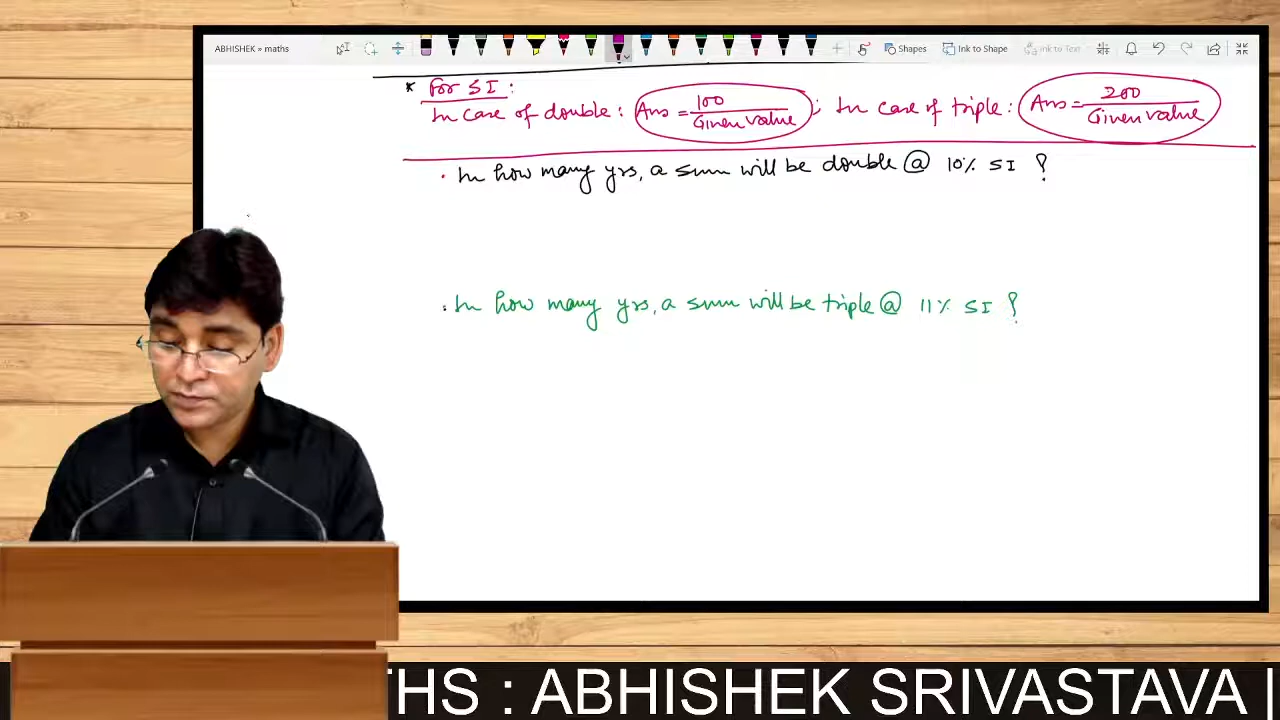 ABHISHEK » maths
Shapes
Ink to Shape
Ink to Text
* For SI :
In case of double : Ans = 100 / Given value ; In case of triple : Ans = 200 / Given value
· In how many yrs, a sum will be double @ 10% SI ?
· In how many yrs, a sum will be triple @ 11% SI ?
THS : ABHISHEK SRIVASTAVA |